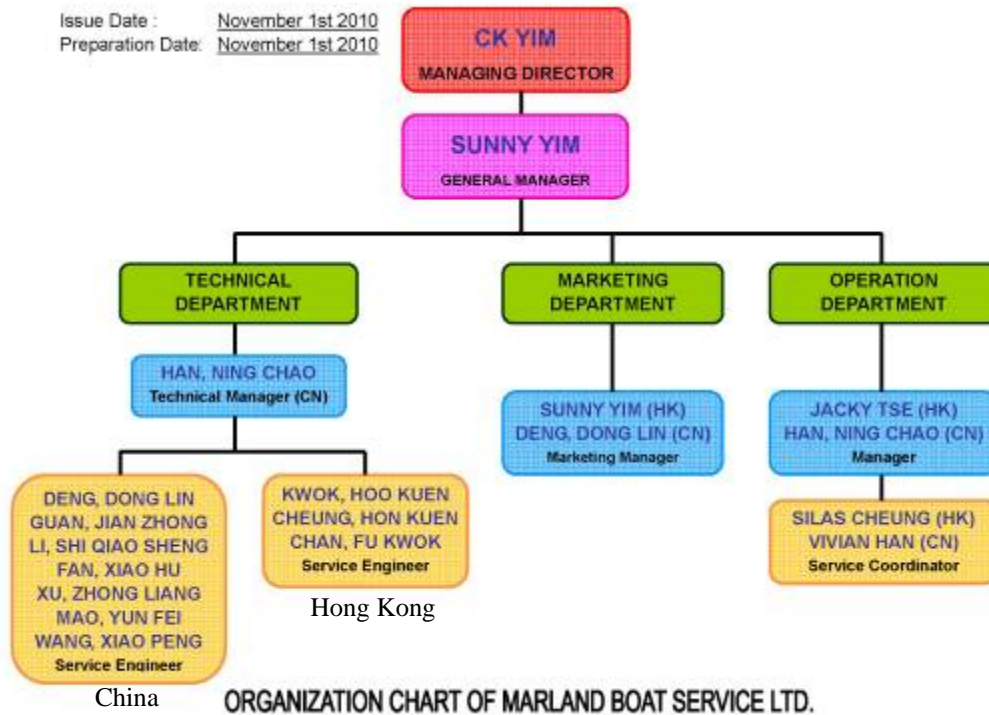 Issue Date : November 1st 2010
Preparation Date: November 1st 2010
CK YIM
MANAGING DIRECTOR
SUNNY YIM
GENERAL MANAGER
TECHNICAL
DEPARTMENT
MARKETING
DEPARTMENT
OPERATION
DEPARTMENT
HAN, NING CHAO
Technical Manager (CN)
SUNNY YIM (HK)
DENG, DONG LIN (CN)
Marketing Manager
JACKY TSE (HK)
HAN, NING CHAO (CN)
Manager
DENG, DONG LIN
GUAN, JIAN ZHONG
LI, SHI QIAO SHENG
FAN, XIAO HU
XU, ZHONG LIANG
MAO, YUN FEI
WANG, XIAO PENG
Service Engineer
China
KWOK, HOO KUEN
CHEUNG, HON KUEN
CHAN, FU KWOK
Service Engineer
Hong Kong
SILAS CHEUNG (HK)
VIVIAN HAN (CN)
Service Coordinator
ORGANIZATION CHART OF MARLAND BOAT SERVICE LTD.